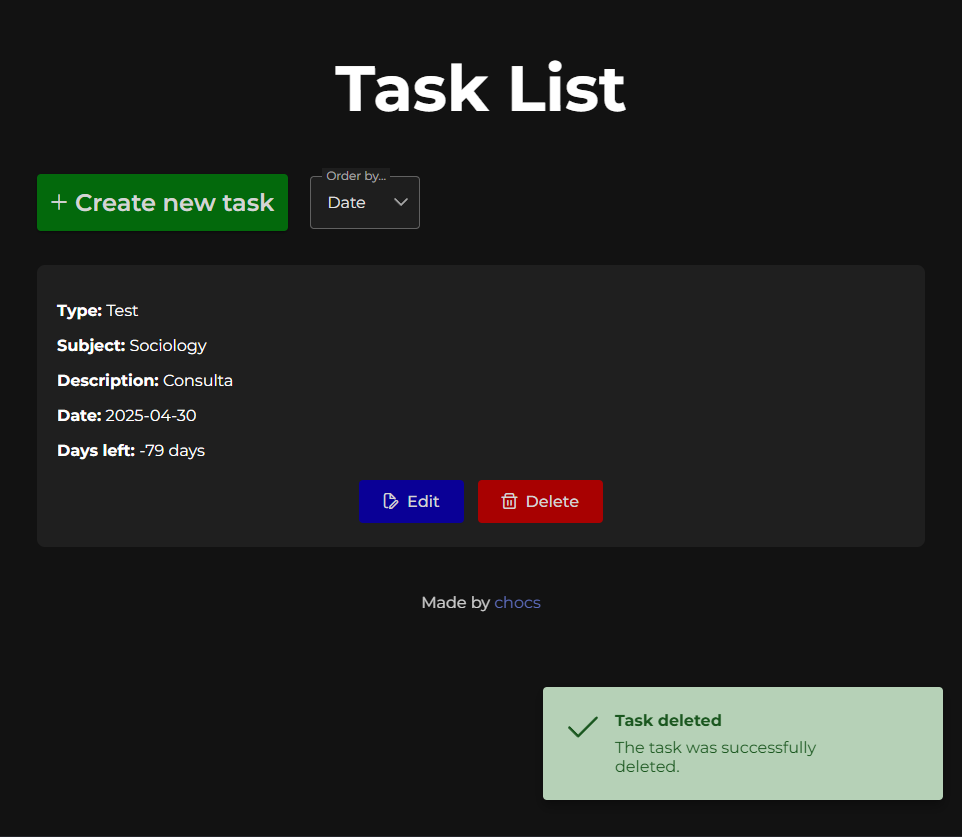 Task List
+ Create new task
Order by...
Date
Type: Test
Subject: Sociology
Description: Consulta
Date: 2025-04-30
Days left: -79 days
Edit
Delete
Made by chocs
Task deleted
The task was successfully
deleted.